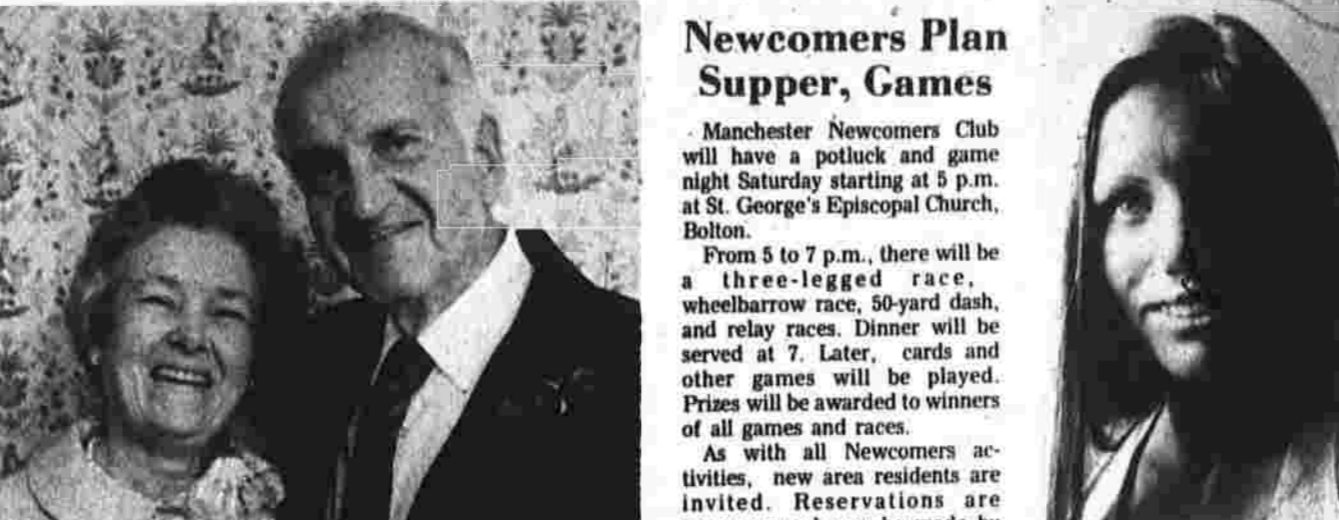 Newcomers Plan
Supper, Games
Manchester Newcomers Club
will have a potluck and game
night Saturday starting at 5 p.m.
at St. George's Episcopal Church,
Bolton.
From 5 to 7 p.m., there will be
a three-legged race,
wheelbarrow race, 50-yard dash,
and relay races. Dinner will be
served at 7. Later, cards and
other games will be played.
Prizes will be awarded to winners
of all games and races.
As with all Newcomers ac-
tivities, new area residents are
invited. Reservations are